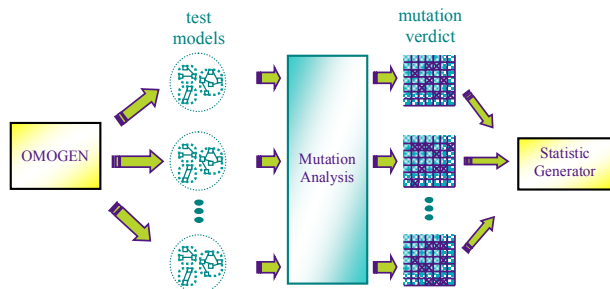 test
models
mutation
verdict
OMOGEN
Mutation
Analysis
Statistic
Generator